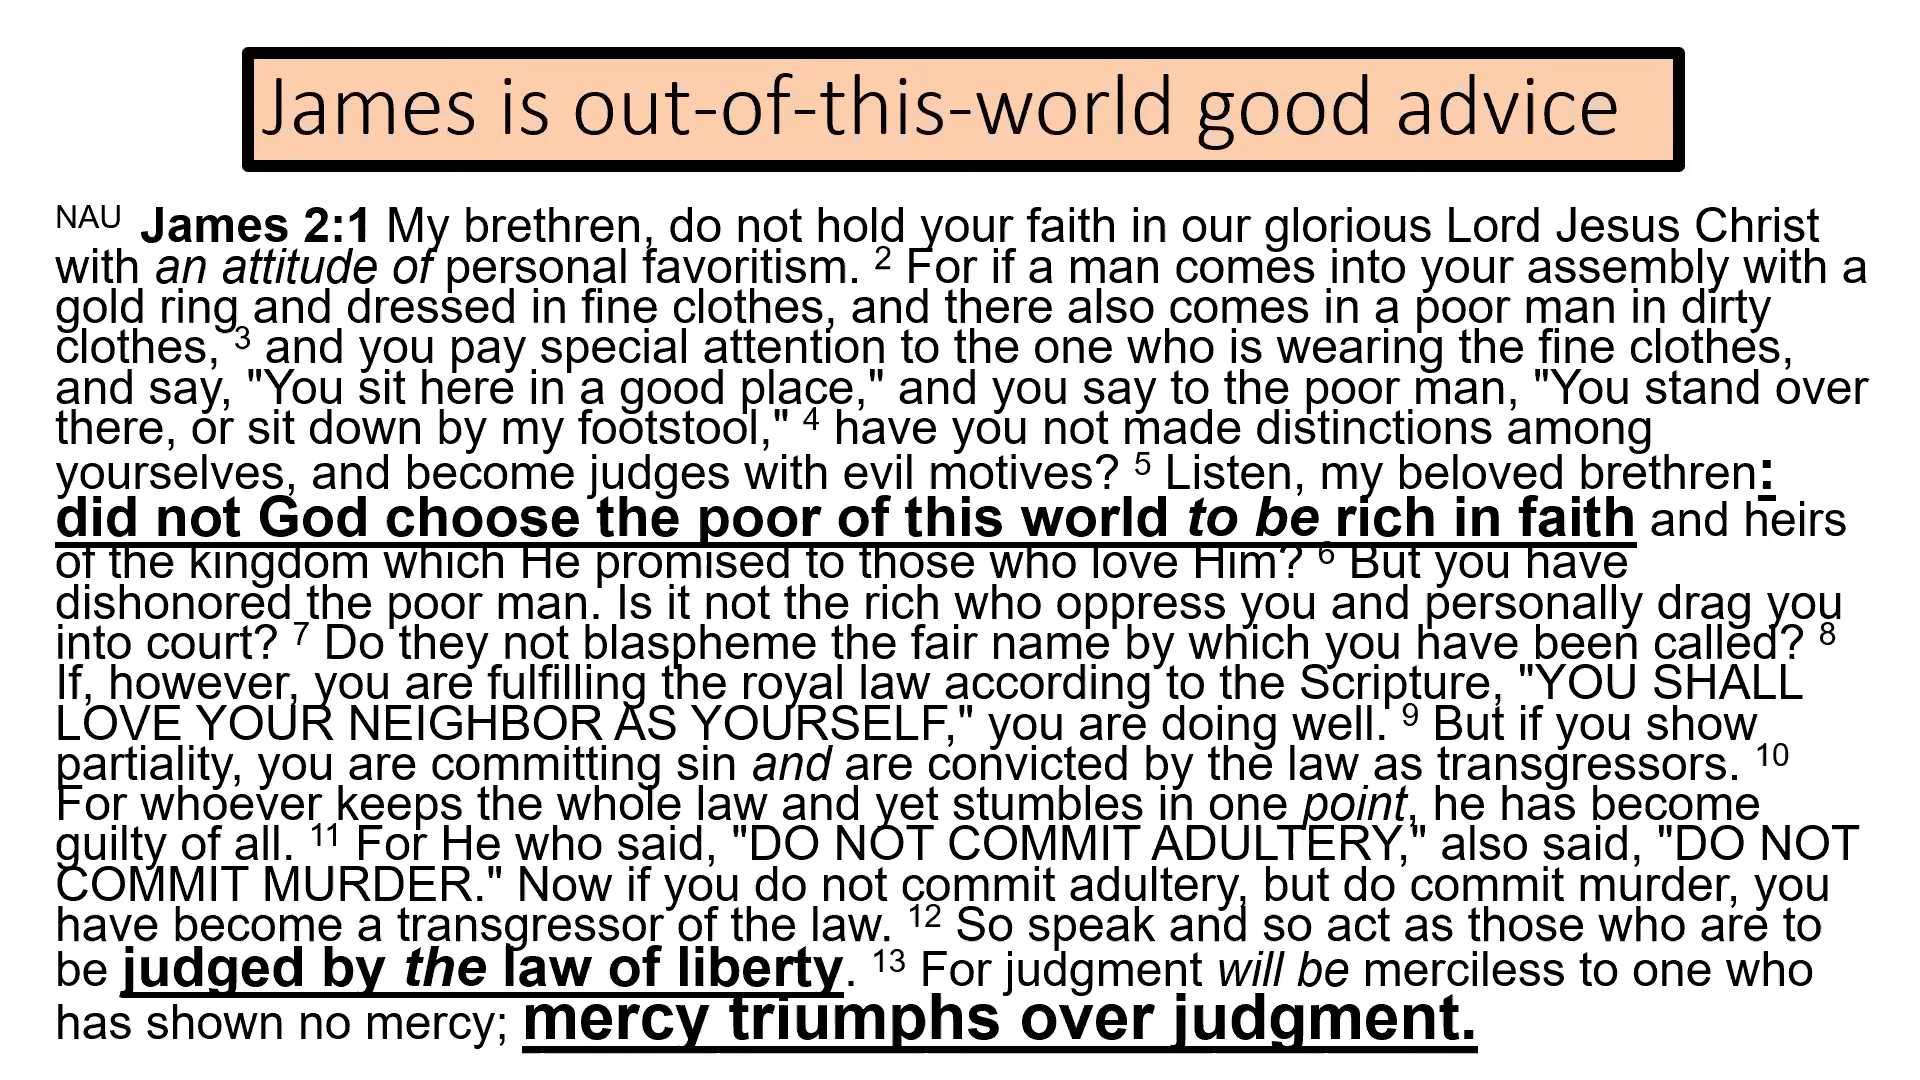 James is out-of-this-world good advice
NAU James 2:1 My brethren, do not hold your faith in our glorious Lord Jesus Christ
with an attitude of personal favoritism. 2 For if a man comes into your assembly with a
gold ring and dressed in fine clothes, and there also comes in a poor man in dirty
clothes, 3 and you pay special attention to the one who is wearing the fine clothes,
and say, "You sit here in a good place," and you say to the poor man, "You stand over
there, or sit down by my footstool," 4 have you not made distinctions among
yourselves, and become judges with evil motives? 5 Listen, my beloved brethren:
did not God choose the poor of this world to be rich in faith and heirs
of the kingdom which He promised to those who love Him? 6 But you have
dishonored the poor man. Is it not the rich who oppress you and personally drag you
into court? 7 Do they not blaspheme the fair name by which you have been called? 8
If, however, you are fulfilling the royal law according to the Scripture, "YOU SHALL
LOVE YOUR NEIGHBOR AS YOURSELF," you are doing well. 9 But if you show
partiality, you are committing sin and are convicted by the law as transgressors. 10
For whoever keeps the whole law and yet stumbles in one point, he has become
guilty of all. 11 For He who said, "DO NOT COMMIT ADULTERY," also said, "DO NOT
COMMIT MURDER." Now if you do not commit adultery, but do commit murder, you
have become a transgressor of the law. 12 So speak and so act as those who are to
be judged by the law of liberty. 13 For judgment will be merciless to one who
has shown no mercy; mercy triumphs over judgment.